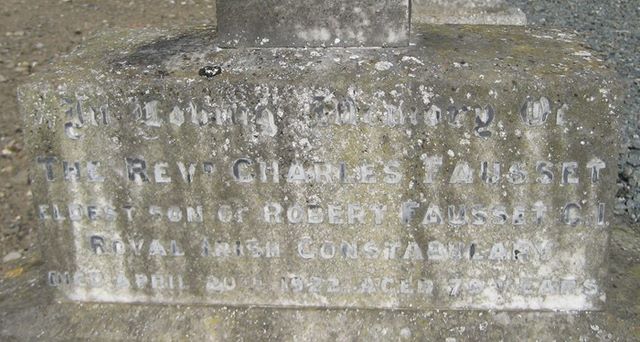 In Loving Memory Of
THE REVD CHARLES FAUSSET
ELDEST SON OF ROBERT FAUSSET C.I.
ROYAL IRISH CONSTABULARY
DIED APRIL 20TH 1922 AGED YEARS